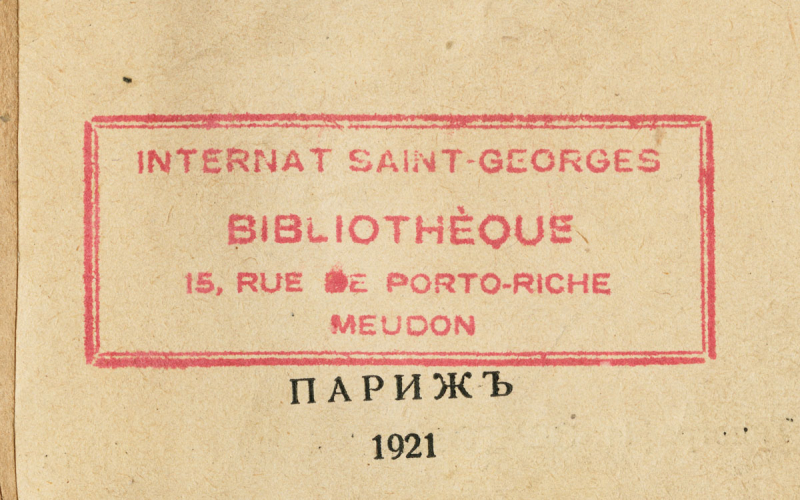 INTERNAT SAINT-GEORGES
BIBLIOTHÈQUE
15, RUE DE PORTO-RICHE
MEUDON
ПАРИЖЪ
1921